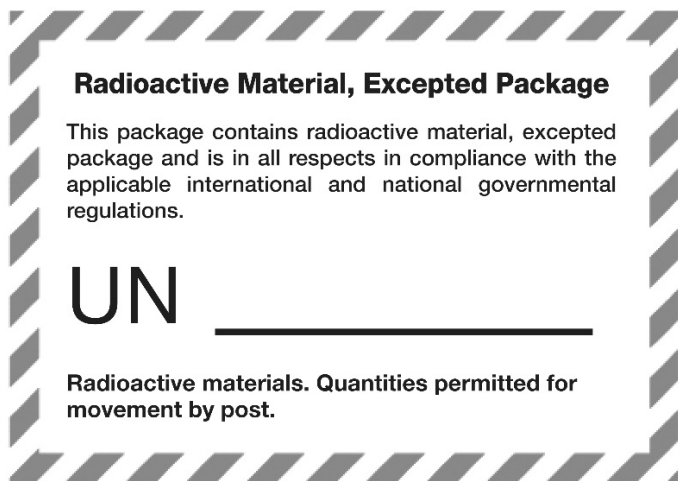 Radioactive Material, Excepted Package
This package contains radioactive material, excepted
package and is in all respects in compliance with the
applicable international and national governmental
regulations.
UN
Radioactive materials. Quantities permitted for
movement by post.